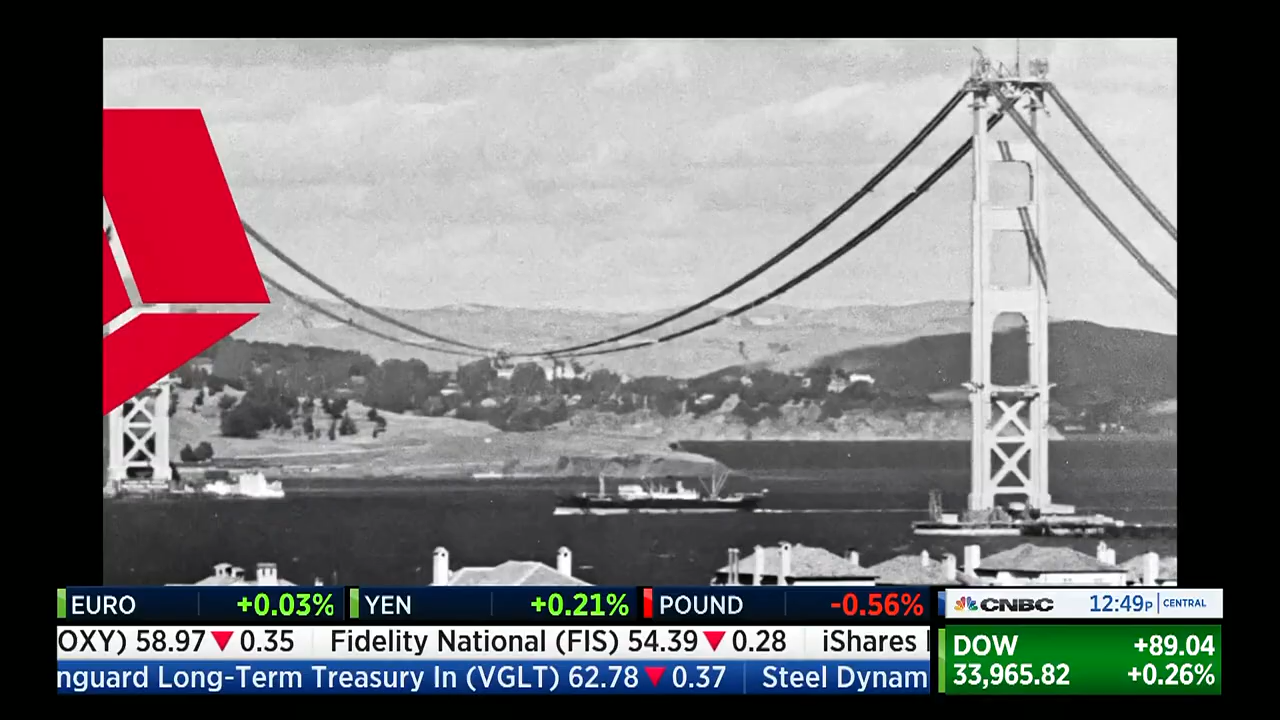 EURO +0.03% YEN +0.21% POUND -0.56% CNBC 12:49P CENTRAL
OXY) 58.97▼0.35 Fidelity National (FIS) 54.39▼0.28 iShares
nguard Long-Term Treasury In (VGLT) 62.78▼0.37 Steel Dynam
DOW +89.04
33,965.82 +0.26%